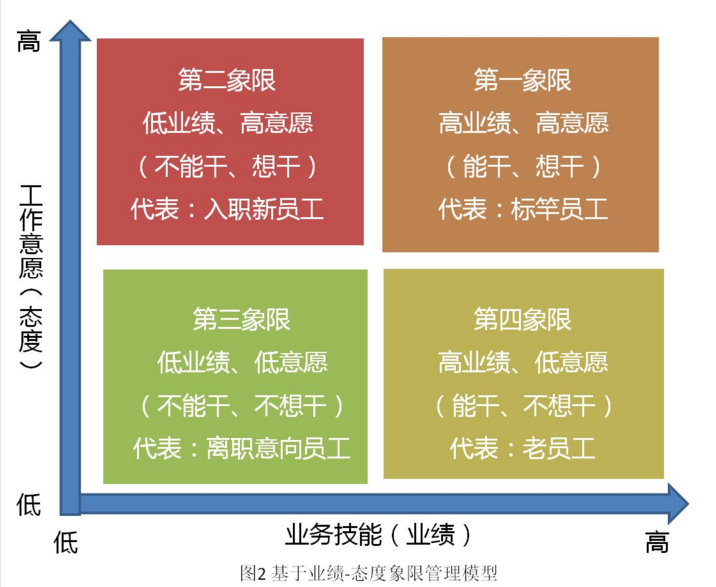 高
第二象限
低业绩、高意愿
（不能干、想干）
代表：入职新员工
第一象限
高业绩、高意愿
（能干、想干）
代表：标竿员工
工作意愿（态度）
第三象限
低业绩、低意愿
（不能干、不想干）
代表：离职意向员工
第四象限
高业绩、低意愿
（能干、不想干）
代表：老员工
低
低
业务技能（业绩）
高
图2 基于业绩-态度象限管理模型